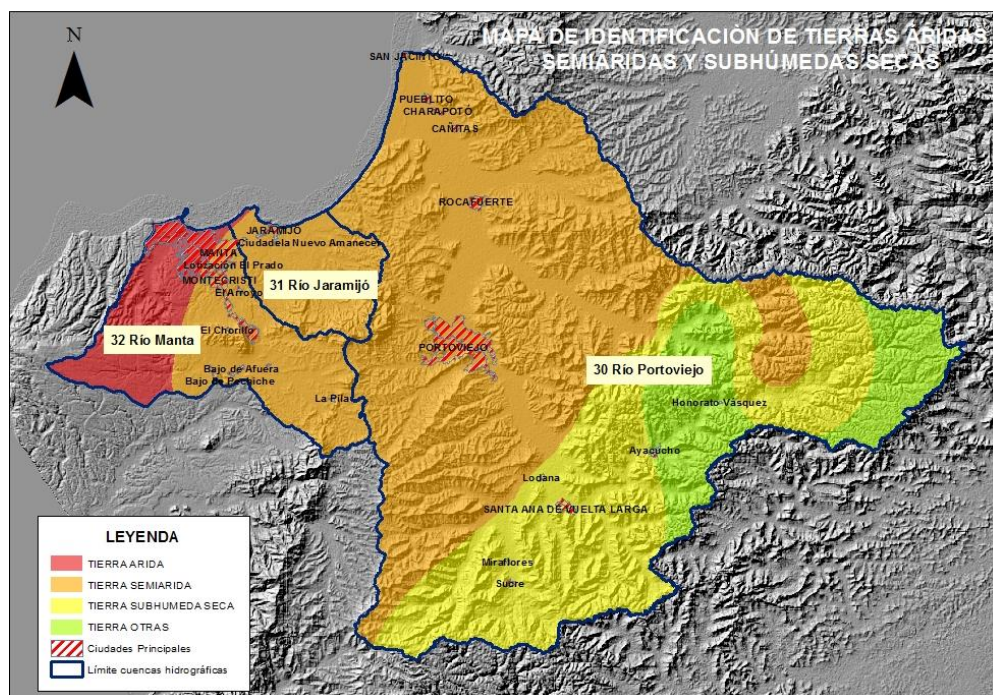 N
MAPA DE IDENTIFICACIÓN DE TIERRAS ÁRIDAS
SEMIARIDAS Y SUBHÚMEDAS SECAS
SAN JACINTO
PUEBLITO
CHARAPOTÓ
CAÑITAS
ROCAFUERTE
JARAMIJO
Ciudadela Nuevo Amanecer
MANTA
Lotización El Prado
MONTECRISTI
El Arroyo
31 Río Jaramijó
32 Río Manta
El Chorillo
PORTOVIEJO
30 Río Portoviejo
Bajo de Afuera
Bajo de Pechiche
La Pila
Honorato Vásquez
Ayacucho
Lodana
SANTA ANA DE VUELTA LARGA
Miraflores
Sucre
LEYENDA
TIERRA ARIDA
TIERRA SEMIARIDA
TIERRA SUBHUMEDA SECA
TIERRA OTRAS
Ciudades Principales
Límite cuencas hidrográficas